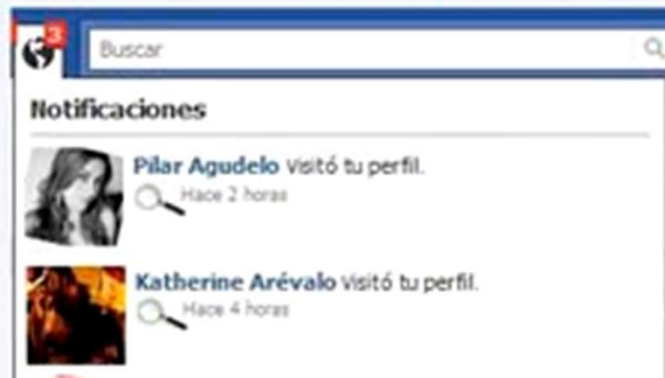 3
Buscar
Notificaciones
Pilar Agudelo Visitó tu perfil.
Hace 2 horas
Katherine Arévalo Visitó tu perfil.
Hace 4 horas